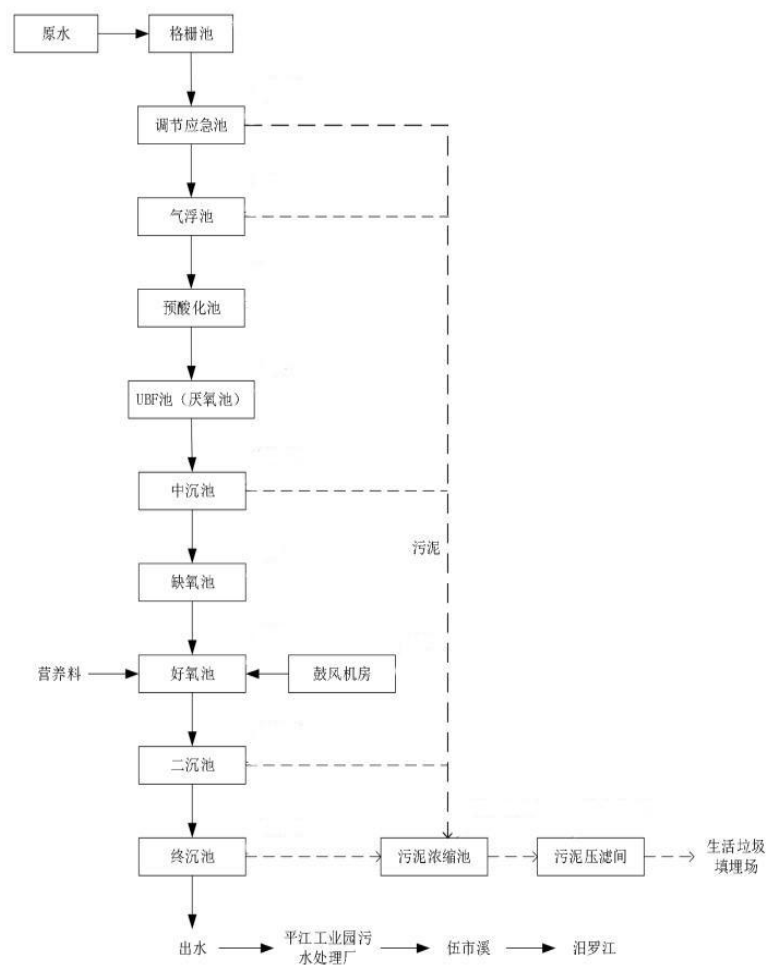 原水
格栅池
调节应急池
气浮池
预酸化池
UBF池（厌氧池）
中沉池
污泥
缺氧池
营养料
好氧池
鼓风机房
二沉池
终沉池
污泥浓缩池
污泥压滤间
生活垃圾
填埋场
出水
平江工业园污
水处理厂
伍市溪
汨罗江